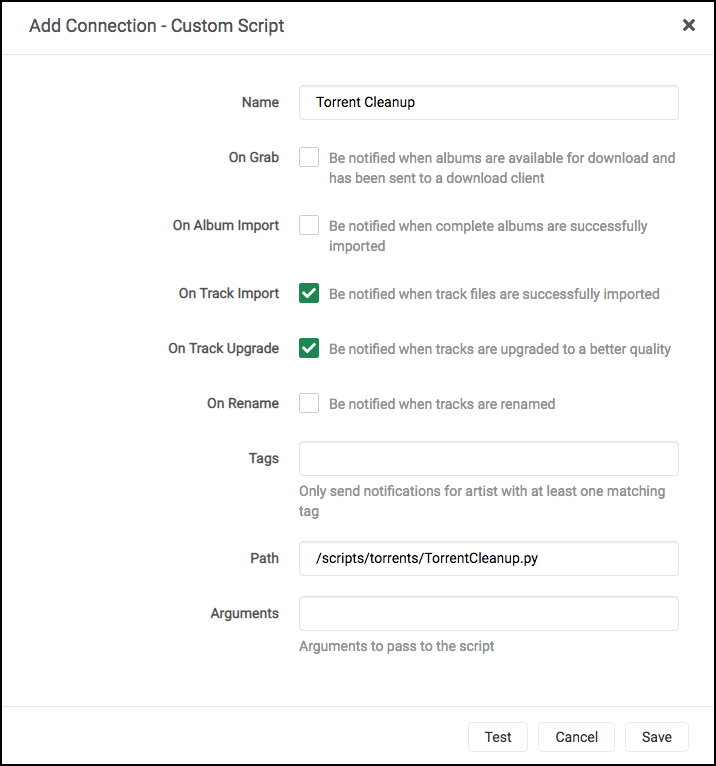 Add Connection - Custom Script
Name
Torrent Cleanup
On Grab
Be notified when albums are available for download and
has been sent to a download client
On Album Import
Be notified when complete albums are successfully
imported
On Track Import
Be notified when track files are successfully imported
On Track Upgrade
Be notified when tracks are upgraded to a better quality
On Rename
Be notified when tracks are renamed
Tags
Only send notifications for artist with at least one matching
tag
Path
/scripts/torrents/TorrentCleanup.py
Arguments
Arguments to pass to the script
Test
Cancel
Save